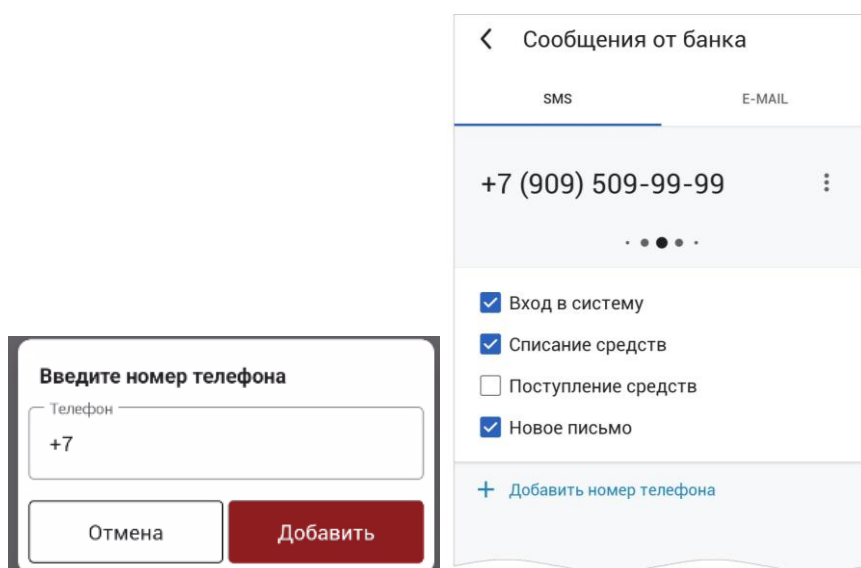 Введите номер телефона
Телефон
+7
Отмена
Добавить
Сообщения от банка
SMS
E-MAIL
+7 (909) 509-99-99
Вход в систему
Списание средств
Поступление средств
Новое письмо
+ Добавить номер телефона